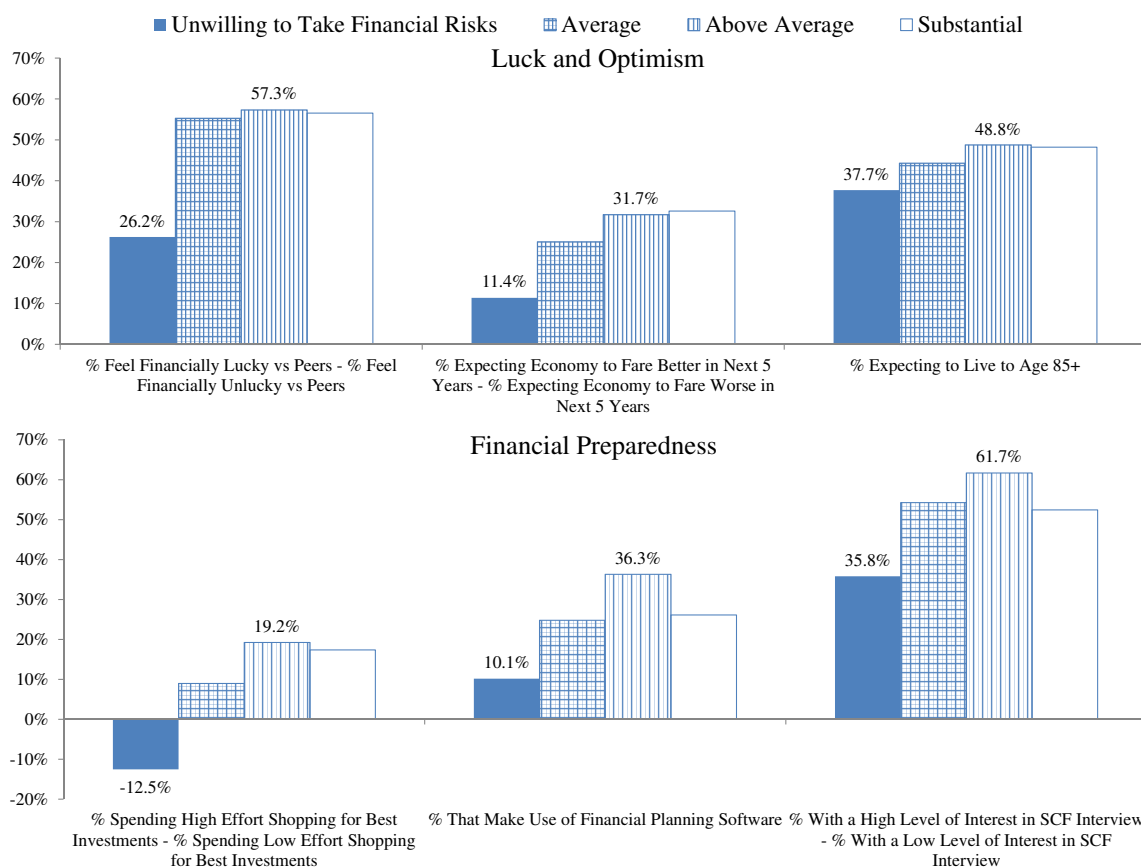 Unwilling to Take Financial Risks Average Above Average Substantial
Luck and Optimism
70%
60%
50%
40%
30%
20%
10%
0%
26.2%
57.3%
11.4%
31.7%
37.7%
48.8%
% Feel Financially Lucky vs Peers - % Feel
Financially Unlucky vs Peers
% Expecting Economy to Fare Better in Next 5
Years - % Expecting Economy to Fare Worse in
Next 5 Years
% Expecting to Live to Age 85+
Financial Preparedness
70%
60%
50%
40%
30%
20%
10%
0%
-10%
-20%
-12.5%
19.2%
10.1%
36.3%
35.8%
61.7%
% Spending High Effort Shopping for Best
Investments - % Spending Low Effort Shopping
for Best Investments
% That Make Use of Financial Planning Software
% With a High Level of Interest in SCF Interview
- % With a Low Level of Interest in SCF
Interview